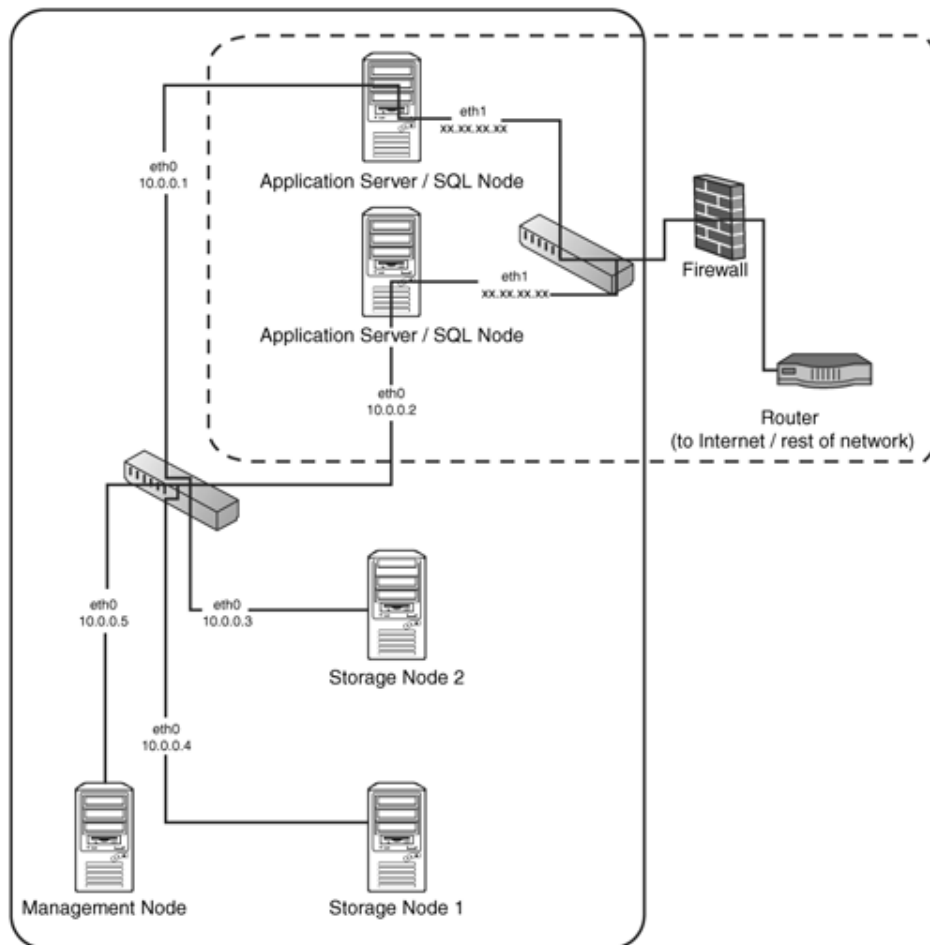 eth1
xx.xx.xx.xx
eth0
10.0.0.1
Application Server / SQL Node
Firewall
eth1
xx.xx.xx.xx
Application Server / SQL Node
eth0
10.0.0.2
Router
(to Internet / rest of network)
eth0
10.0.0.5
eth0
10.0.0.3
Storage Node 2
eth0
10.0.0.4
Management Node
Storage Node 1